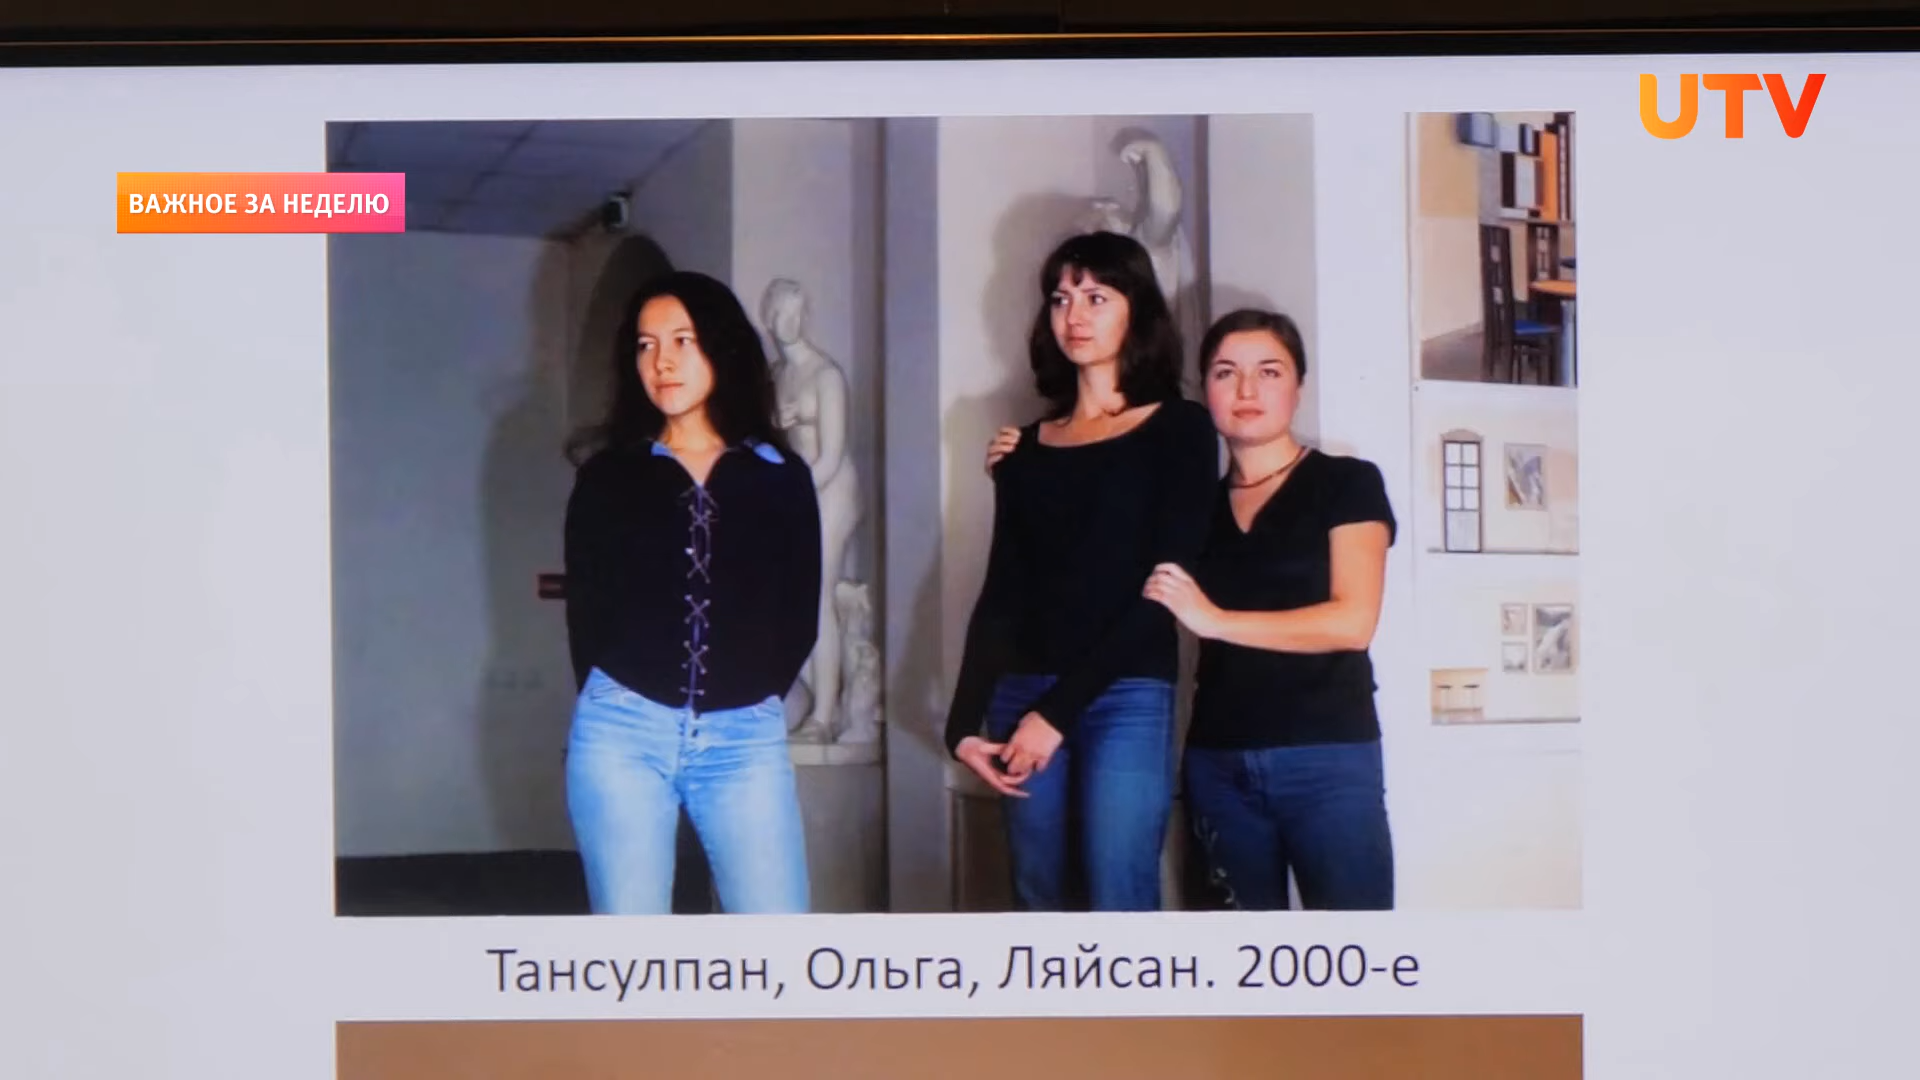 UTV
ВАЖНОЕ ЗА НЕДЕЛЮ
Тансулпан, Ольга, Ляйсан. 2000-е